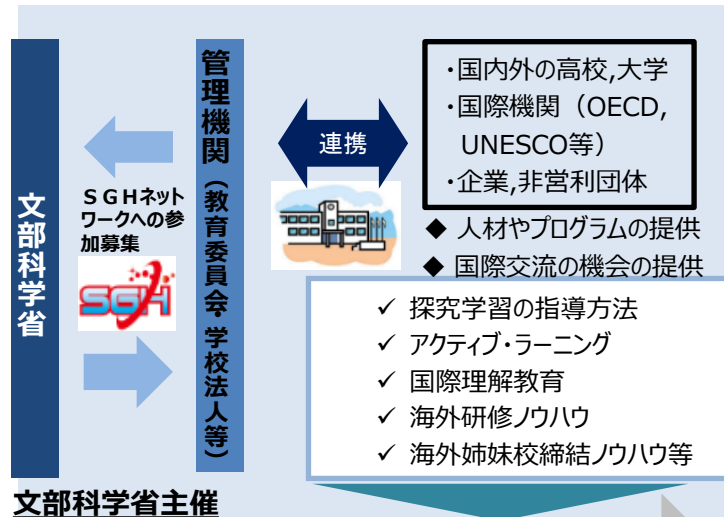 文部科学省
SGHネット
ワークへの参
加募集
SGH
管理機関(教育委員会・学校法人等)
連携
・国内外の高校,大学
・国際機関(OECD,
UNESCO等)
・企業,非営利団体
◆ 人材やプログラムの提供
◆ 国際交流の機会の提供
✓ 探究学習の指導方法
✓ アクティブ・ラーニング
✓ 国際理解教育
✓ 海外研修ノウハウ
✓ 海外姉妹校締結ノウハウ等
文部科学省主催